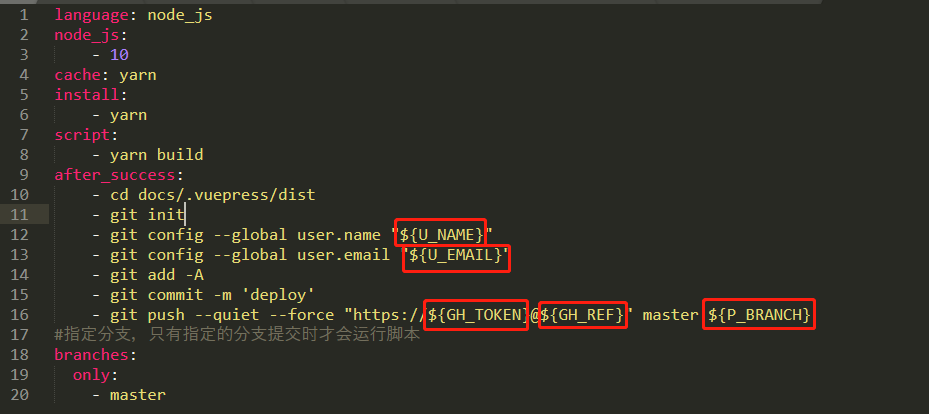 1 language: node_js
2 node_js:
3 - 10
4 cache: yarn
5 install:
6 - yarn
7 script:
8 - yarn build
9 after_success:
10 - cd docs/.vuepress/dist
11 - git init
12 - git config --global user.name "${U_NAME}"
13 - git config --global user.email "${U_EMAIL}"
14 - git add -A
15 - git commit -m 'deploy'
16 - git push --quiet --force "https://${GH_TOKEN}@${GH_REF}" master:${P_BRANCH}
17 #指定分支，只有指定的分支提交时才会运行脚本
18 branches:
19 only:
20 - master